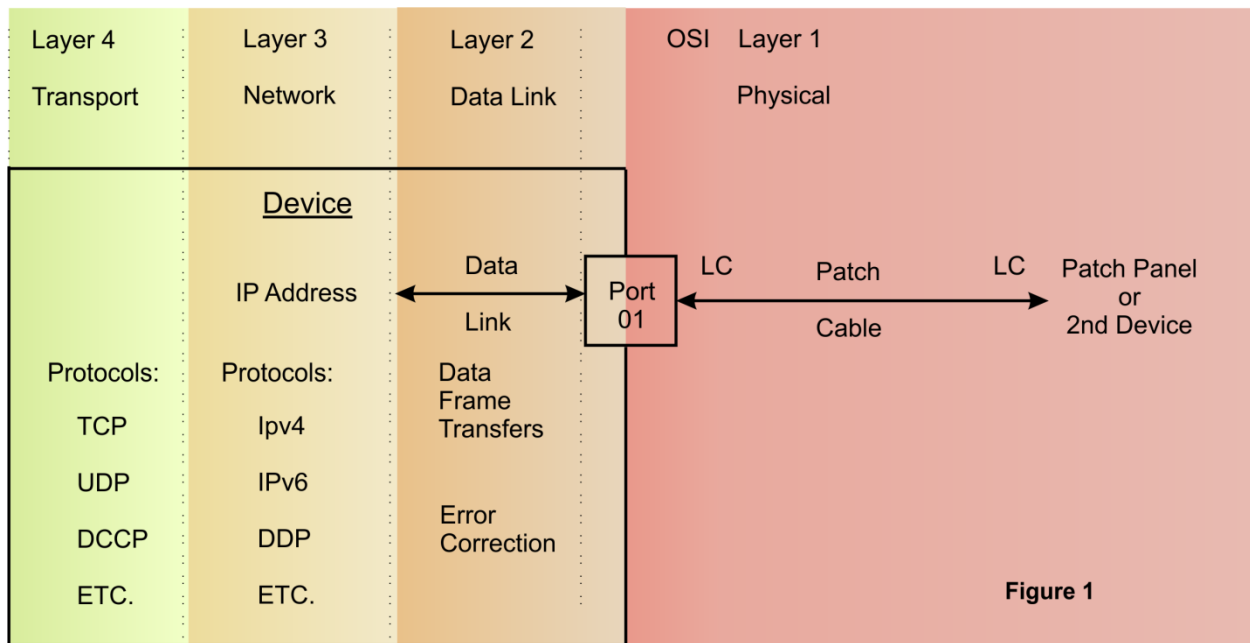 Layer 4
Transport
Layer 3
Network
Layer 2
Data Link
OSI Layer 1
Physical
Device
IP Address
Data
Link
Port
01
LC
Patch
Cable
LC
Patch Panel
or
2nd Device
Protocols:
TCP
UDP
DCCP
ETC.
Protocols:
Ipv4
IPv6
DDP
ETC.
Data
Frame
Transfers
Error
Correction
Figure 1